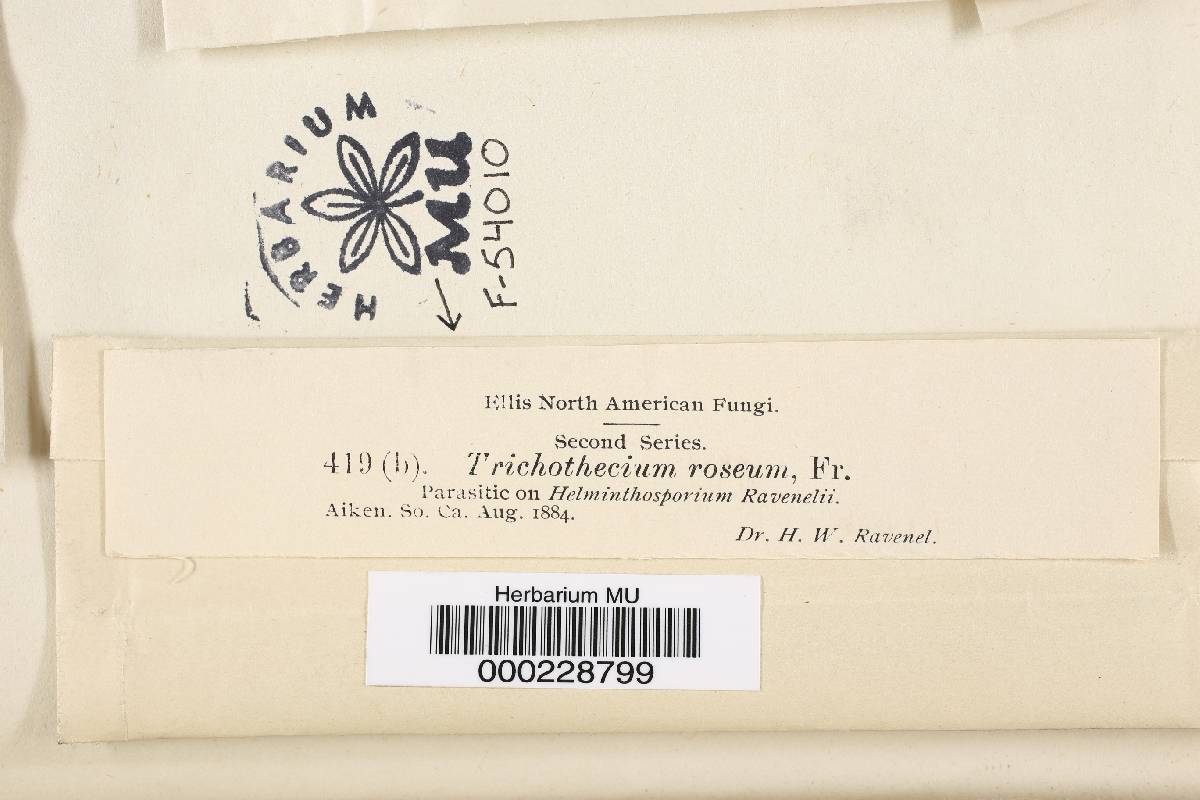 HERBARIUM
MU
F-54010
Ellis North American Fungi.
Second Series.
419 (b). Trichothecium roseum, Fr.
Parasitic on Helminthosporium Ravenelii.
Aiken. So. Ca. Aug. 1884.
Dr. H. W. Ravenel.
Herbarium MU
000228799